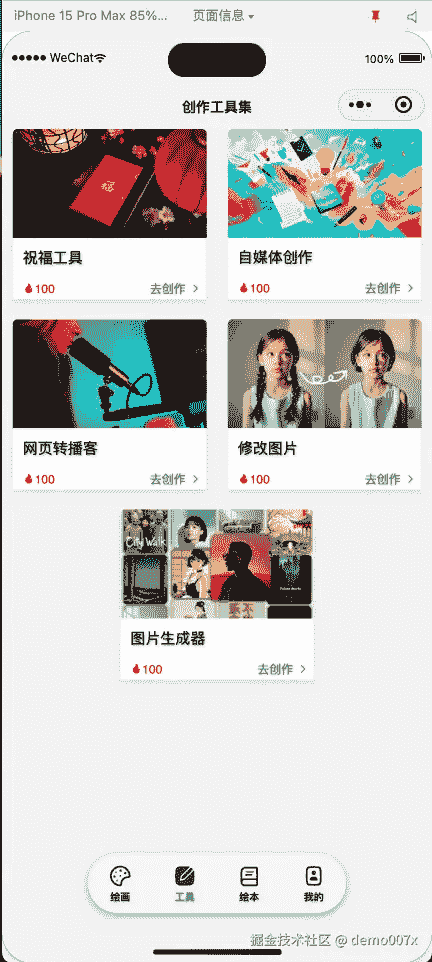 iPhone 15 Pro Max 85%... 页面信息
WeChat 100%
创作工具集
祝福工具 自媒体创作
100 去创作 100 去创作
网页转播客 修改图片
100 去创作 100 去创作
City Walk
图片生成器
100 去创作
绘画 工具 绘本 我的
掘金技术社区 @ demo007x